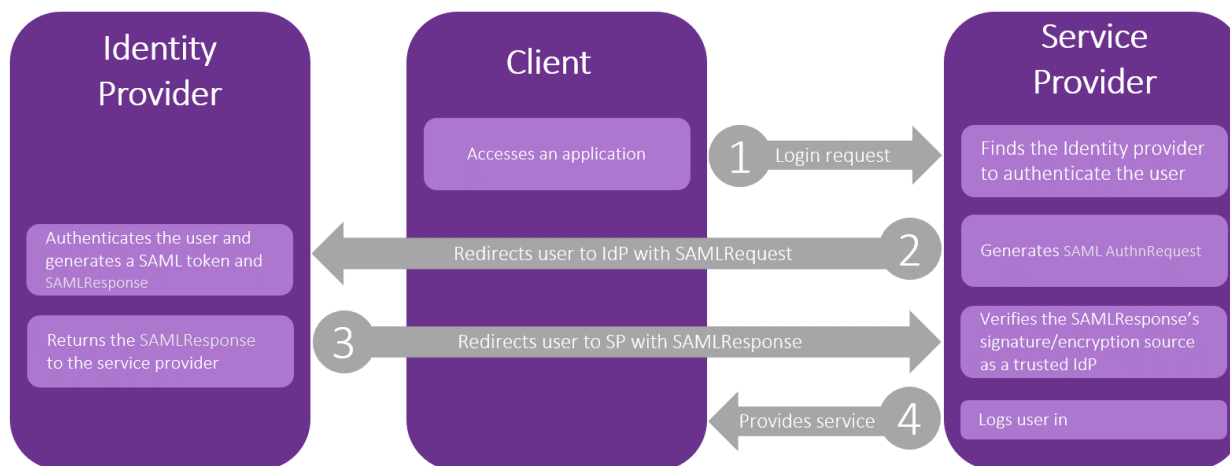 Identity
Provider
Client
Service
Provider
Accesses an application
1
Login request
Finds the Identity provider
to authenticate the user
Authenticates the user and
generates a SAML token and
SAMLResponse
Redirects user to IdP with SAMLRequest
2
Generates SAML AuthnRequest
Returns the SAMLResponse
to the service provider
3
Redirects user to SP with SAMLResponse
Verifies the SAMLResponse's
signature/encryption source
as a trusted IdP
Provides service
4
Logs user in